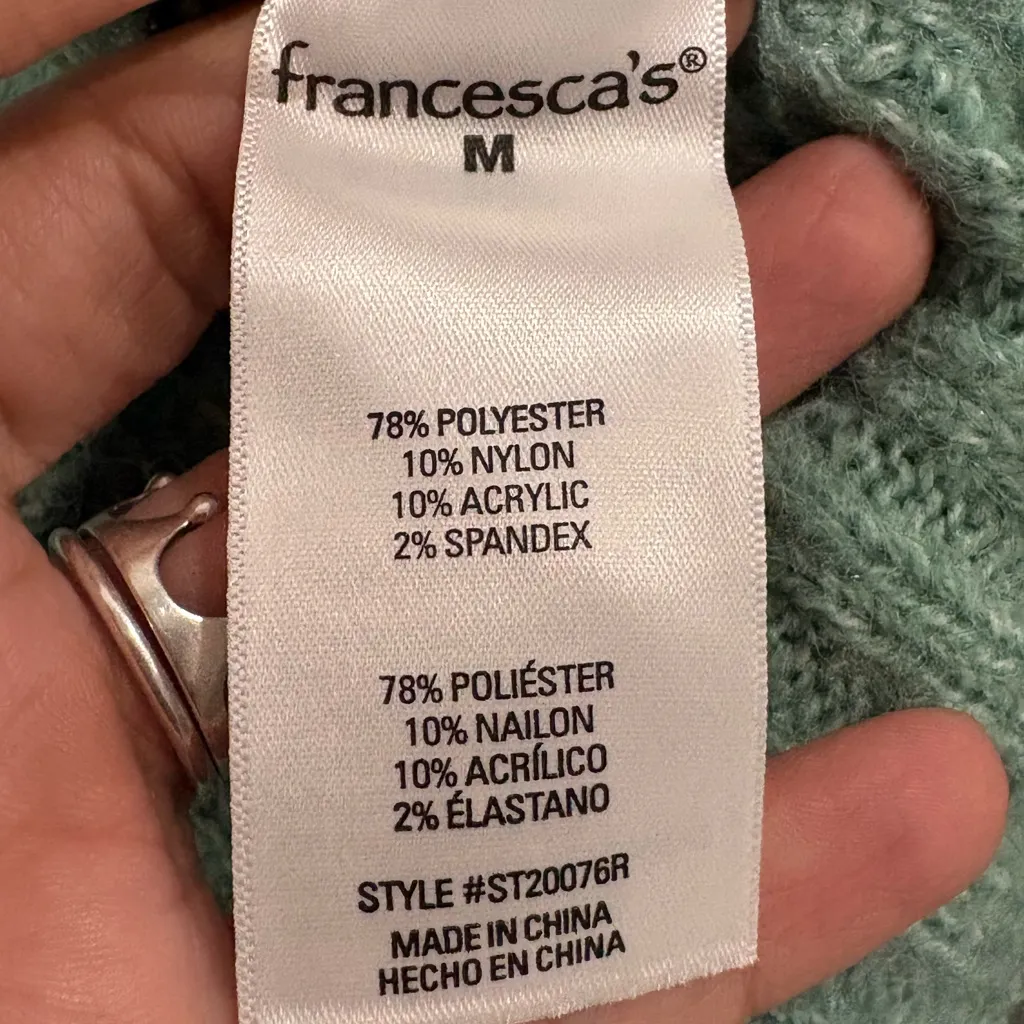 francesca's®
M
78% POLYESTER
10% NYLON
10% ACRYLIC
2% SPANDEX
78% POLIÉSTER
10% NAILON
10% ACRÍLICO
2% ÉLASTANO
STYLE #ST20076R
MADE IN CHINA
HECHO EN CHINA